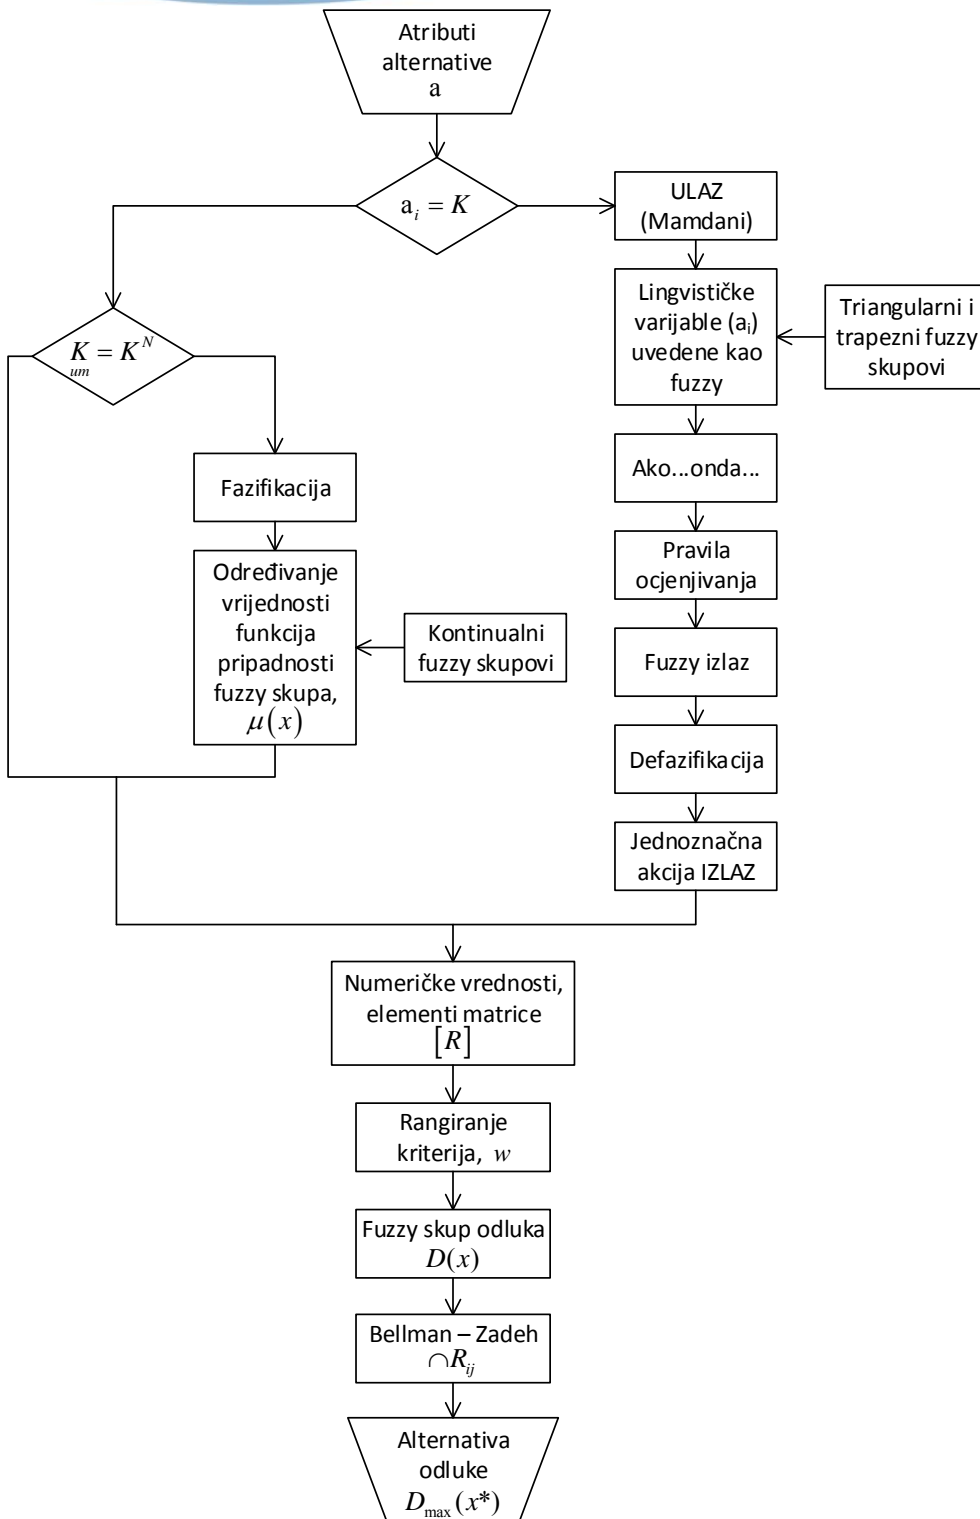 Atributi
alternative
a
a_i = K
ULAZ
(Mamdani)
Lingvističke
varijable (a_i)
uvedene kao
fuzzy
Triangularni i
trapezni fuzzy
skupovi
K = K^N
um
Ako...onda...
Fazifikacija
Pravila
ocjenjivanja
Određivanje
vrijednosti
funkcija
pripadnosti
fuzzy skupa,
μ(x)
Kontinualni
fuzzy skupovi
Fuzzy izlaz
Defazifikacija
Jednoznačna
akcija IZLAZ
Numeričke vrednosti,
elementi matrice
[R]
Rangiranje
kriterija, w
Fuzzy skup odluka
D(x)
Bellman – Zadeh
∩R_ij
Alternativa
odluke
D_max(x*)